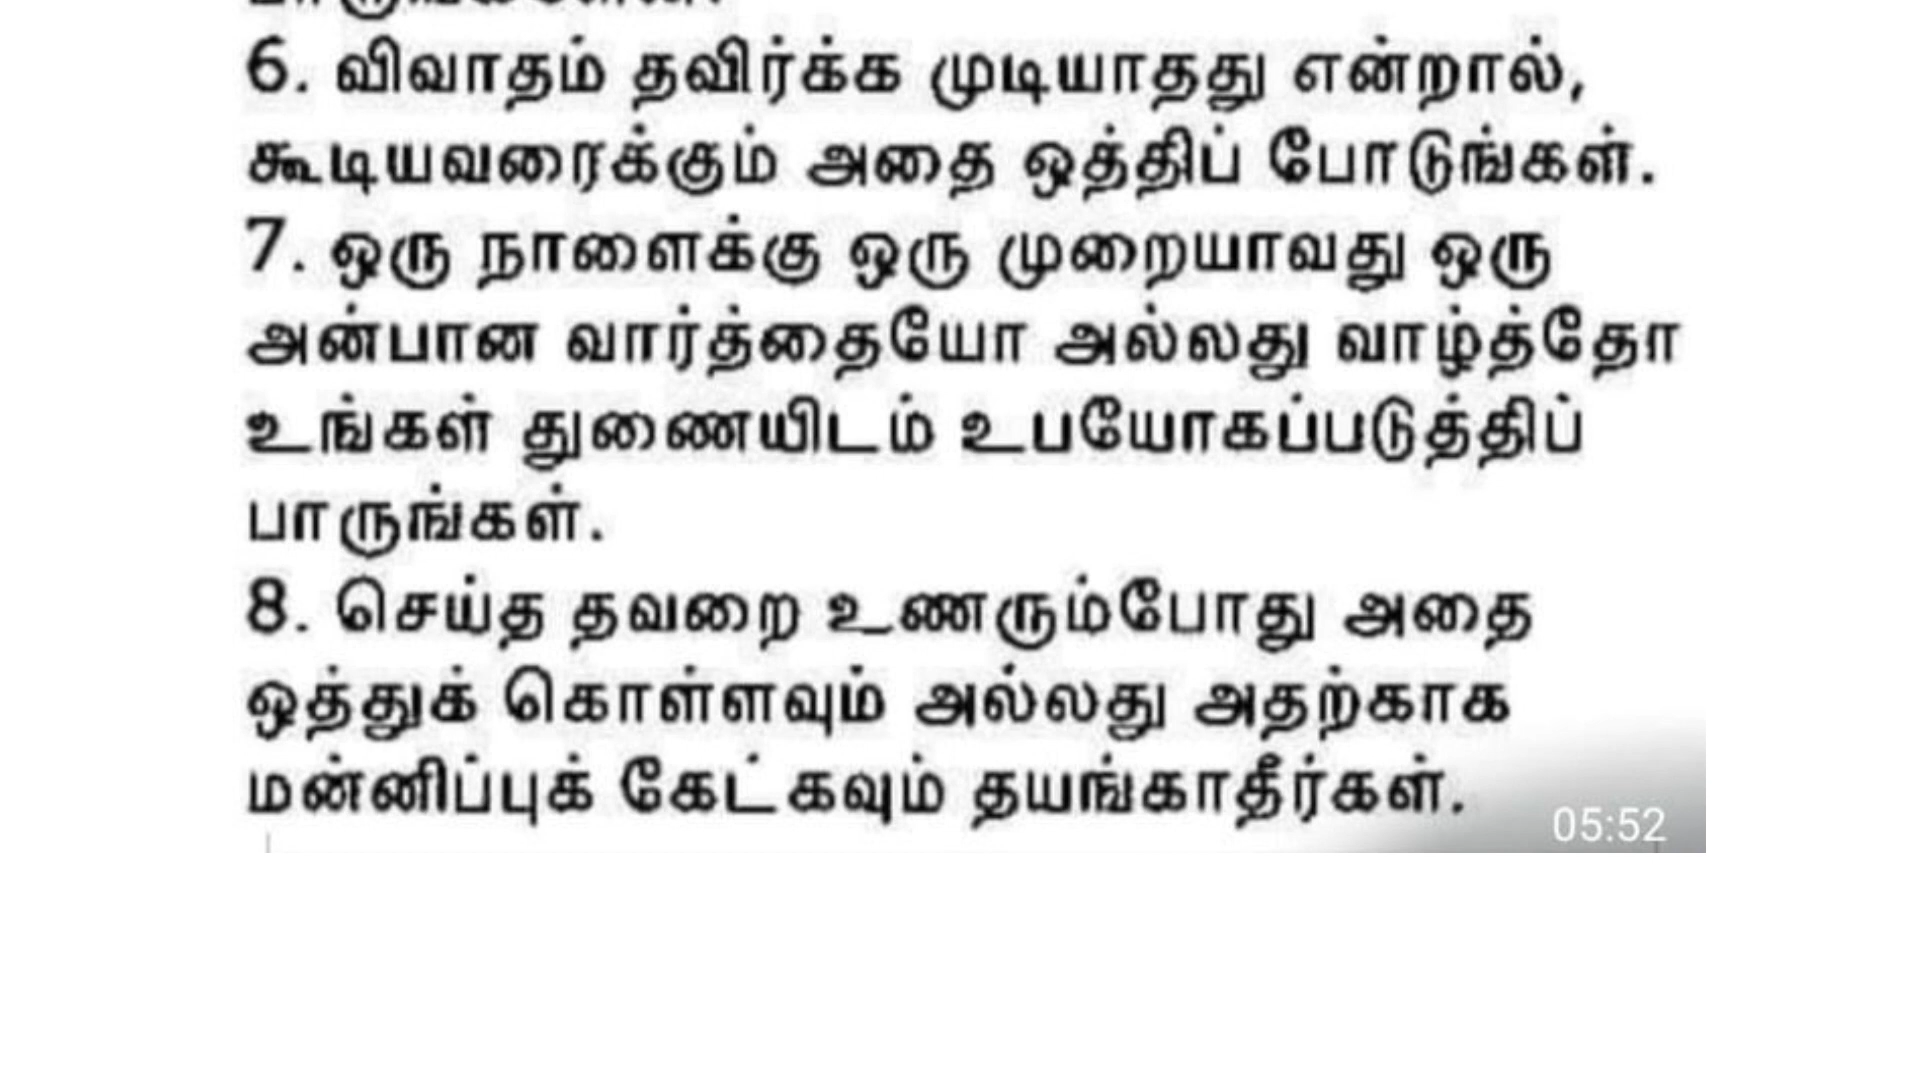 6. விவாதம் தவிர்க்க முடியாதது என்றால்,
கூடியவரைக்கும் அதை ஒத்திப் போடுங்கள்.
7. ஒரு நாளைக்கு ஒரு முறையாவது ஒரு
அன்பான வார்த்தையோ அல்லது வாழ்த்தோ
உங்கள் துணையிடம் உபயோகப்படுத்திப்
பாருங்கள்.
8. செய்த தவறை உணரும்போது அதை
ஒத்துக் கொள்ளவும் அல்லது அதற்காக
மன்னிப்புக் கேட்கவும் தயங்காதீர்கள்.
05:52